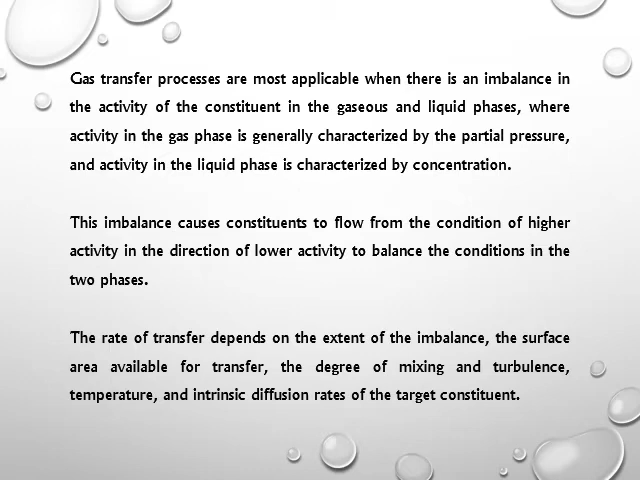 Gas transfer processes are most applicable when there is an imbalance in
the activity of the constituent in the gaseous and liquid phases, where
activity in the gas phase is generally characterized by the partial pressure,
and activity in the liquid phase is characterized by concentration.
This imbalance causes constituents to flow from the condition of higher
activity in the direction of lower activity to balance the conditions in the
two phases.
The rate of transfer depends on the extent of the imbalance, the surface
area available for transfer, the degree of mixing and turbulence,
temperature, and intrinsic diffusion rates of the target constituent.